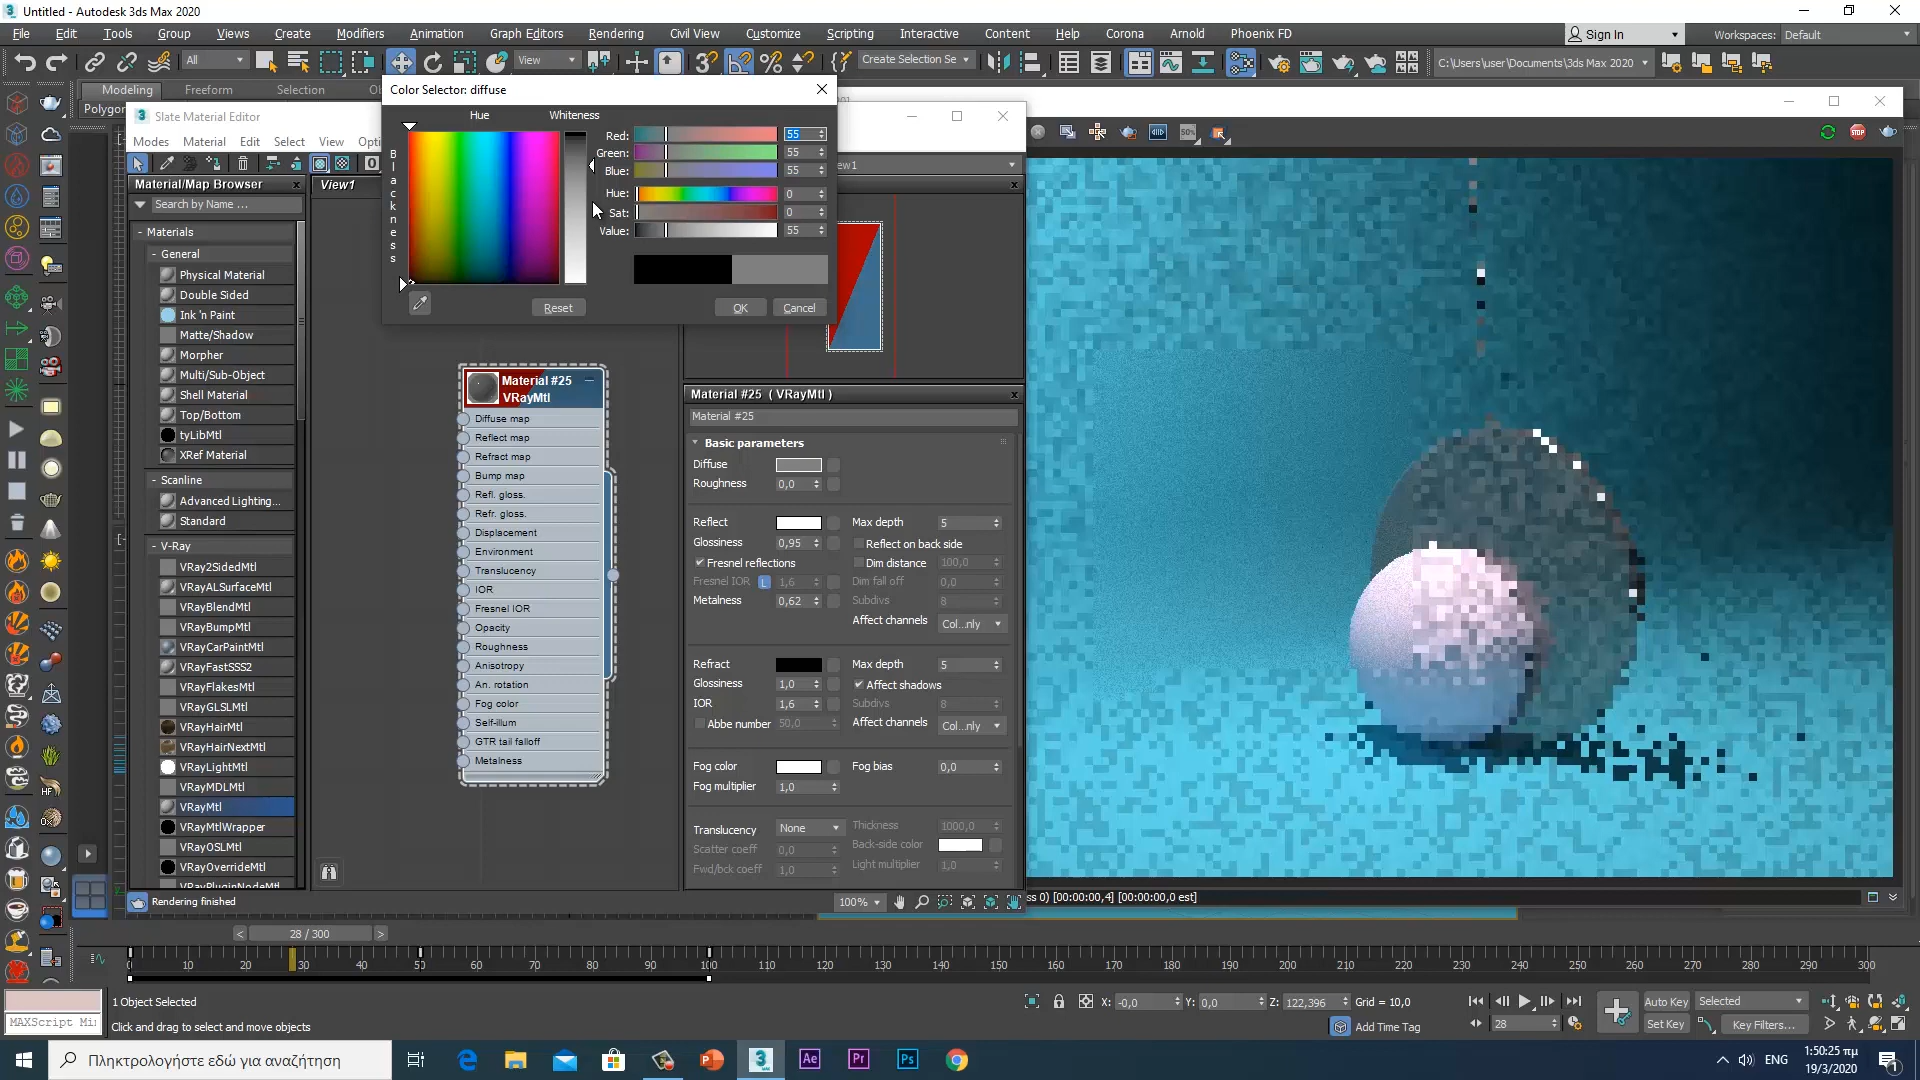 Untitled - Autodesk 3ds Max 2020
File Edit Tools Group Views Create Modifiers Animation Graph Editors Rendering Civil View Customize Scripting Interactive Content Help Corona Arnold Phoenix FD
Sign In
Workspaces: Default
All
View
Create Selection Se
C:\Users\user\Documents\3ds Max 2020
Modeling Freeform Selection
Polygor
Color Selector: diffuse
Hue
Whiteness
Blackness
Red: 55
Green: 55
Blue: 55
Hue: 0
Sat: 0
Value: 55
Reset
OK
Cancel
Slate Material Editor
Modes Material Edit Select View Opti
Material/Map Browser
Search by Name ...
- Materials
- General
Physical Material
Double Sided
Ink 'n Paint
Matte/Shadow
Morpher
Multi/Sub-Object
Shell Material
Top/Bottom
tyLibMtl
XRef Material
- Scanline
Advanced Lighting...
Standard
- V-Ray
VRay2SidedMtl
VRayALSurfaceMtl
VRayBlendMtl
VRayBumpMtl
VRayCarPaintMtl
VRayFastSSS2
VRayFlakesMtl
VRayGLSLMtl
VRayHairMtl
VRayHairNextMtl
VRayLightMtl
VRayMDLMtl
VRayMtl
VRayMtlWrapper
VRayOSLMtl
VRayOverrideMtl
VRayPluginNodeMtl
View1
Material #25
VRayMtl
Diffuse map
Reflect map
Refract map
Bump map
Refl. gloss.
Refr. gloss.
Displacement
Environment
Translucency
IOR
Fresnel IOR
Opacity
Roughness
Anisotropy
An. rotation
Fog color
Self-illum
GTR tail falloff
Metalness
Material #25 ( VRayMtl )
Material #25
Basic parameters
Diffuse
Roughness 0,0
Reflect Max depth 5
Glossiness 0,95 Reflect on back side
Fresnel reflections Dim distance 100,0
Fresnel IOR L 1,6 Dim fall off 0,0
Metalness 0,62 Subdivs 8
Affect channels Col...nly
Refract Max depth 5
Glossiness 1,0 Affect shadows
IOR 1,6 Subdivs 8
Abbe number 50,0 Affect channels Col...nly
Fog color Fog bias 0,0
Fog multiplier 1,0
Translucency None Thickness 1000,0
Scatter coeff 0,0 Back-side color
Fwd/bck coeff 1,0 Light multiplier 1,0
Rendering finished
100%
ss 0) [00:00:00,4] [00:00:00,0 est]
28 / 300
0 10 20 30 40 50 60 70 80 90 100 110 120 130 140 150 160 170 180 190 200 210 220 230 240 250 260 270 280 290 300
1 Object Selected
X: -0,0 Y: 0,0 Z: 122,396 Grid = 10,0
Auto Key Selected
MAXScript Mi
Click and drag to select and move objects
Add Time Tag
28
Set Key Key Filters...
Πληκτρολογήστε εδώ για αναζήτηση
Ae Pr Ps
ENG
1:50:25 πμ
19/3/2020